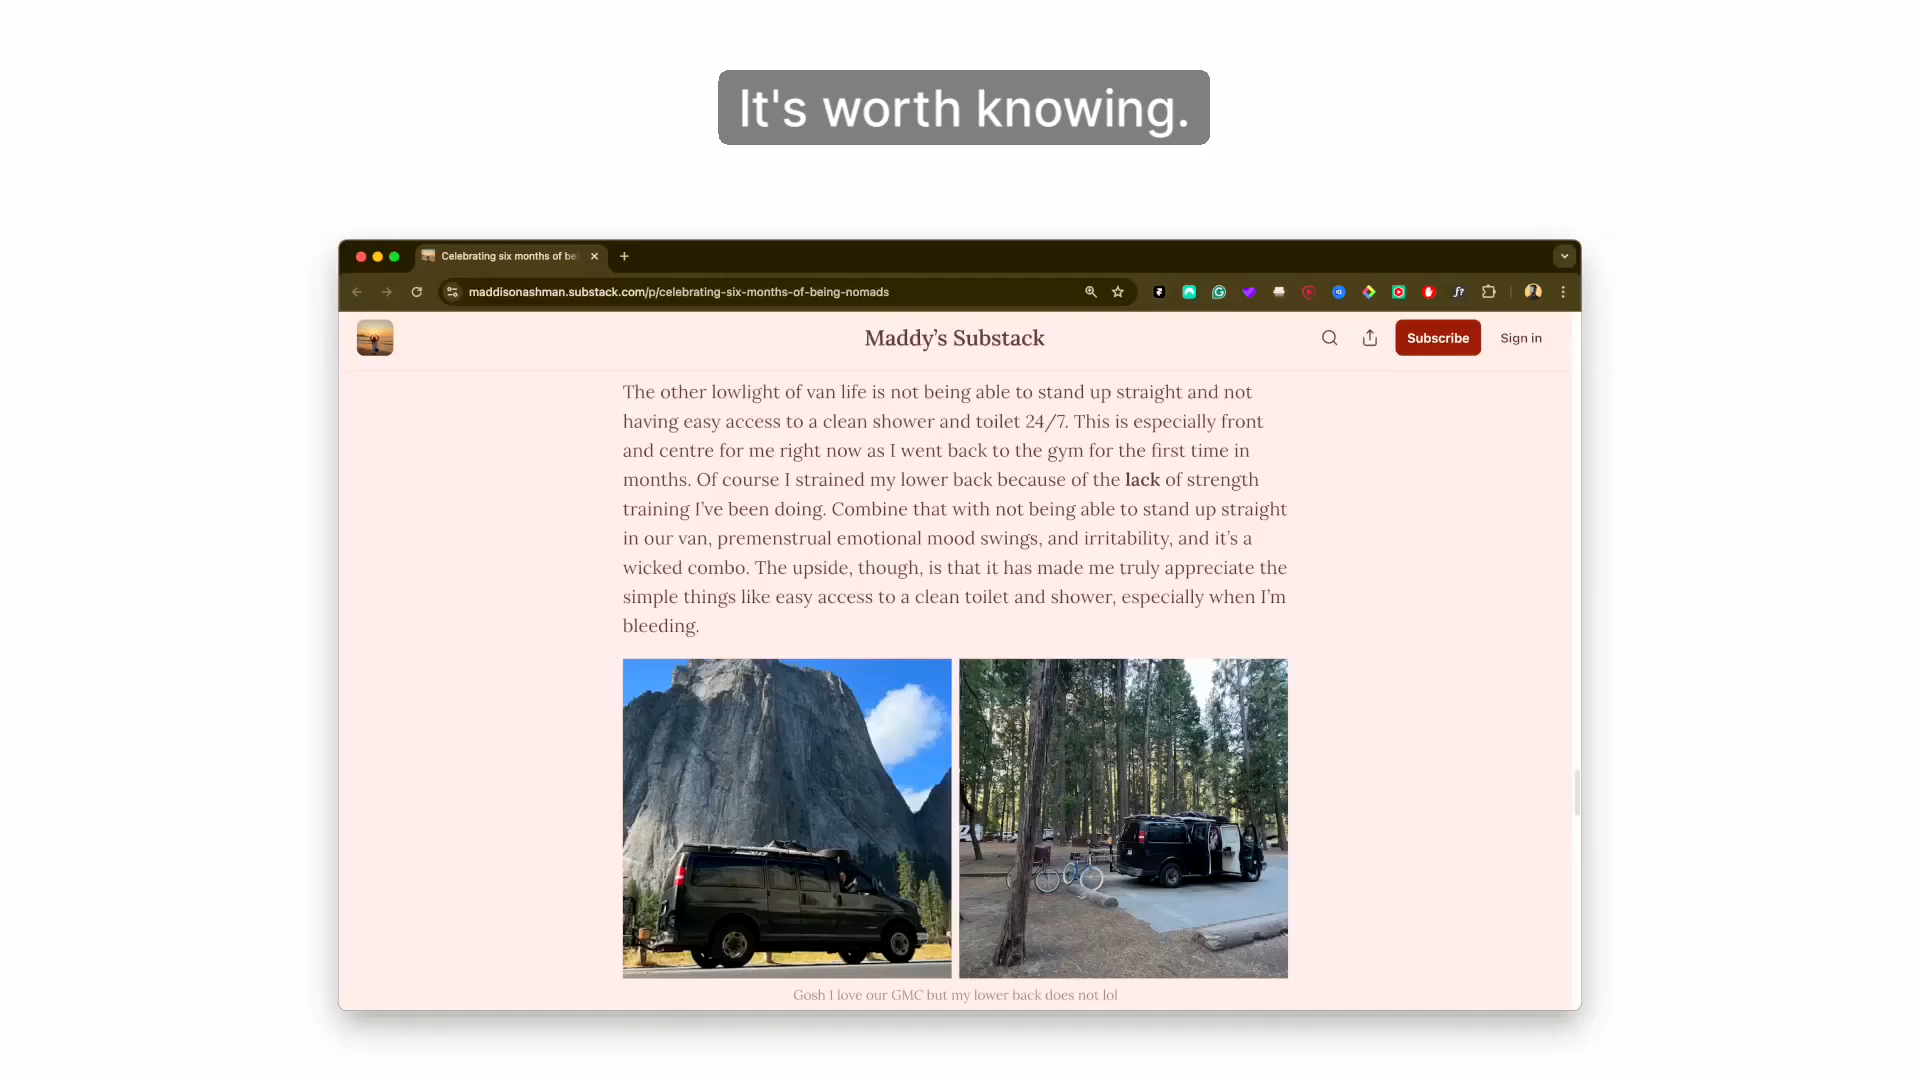 It's worth knowing.
Celebrating six months of bei
maddisonashman.substack.com/p/celebrating-six-months-of-being-nomads
Maddy’s Substack
Subscribe
Sign in
The other lowlight of van life is not being able to stand up straight and not
having easy access to a clean shower and toilet 24/7. This is especially front
and centre for me right now as I went back to the gym for the first time in
months. Of course I strained my lower back because of the lack of strength
training I’ve been doing. Combine that with not being able to stand up straight
in our van, premenstrual emotional mood swings, and irritability, and it’s a
wicked combo. The upside, though, is that it has made me truly appreciate the
simple things like easy access to a clean toilet and shower, especially when I’m
bleeding.
Gosh I love our GMC but my lower back does not lol